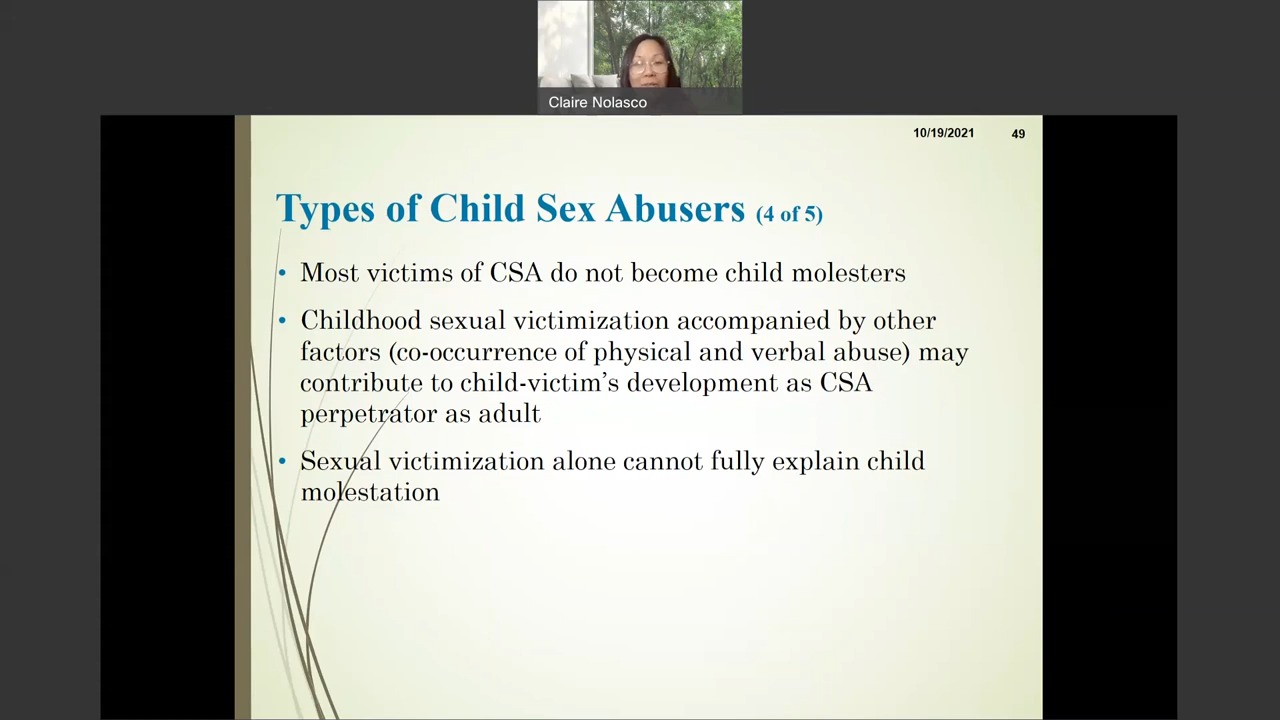 Claire Nolasco
10/19/2021 49
Types of Child Sex Abusers (4 of 5)
• Most victims of CSA do not become child molesters
• Childhood sexual victimization accompanied by other
factors (co-occurrence of physical and verbal abuse) may
contribute to child-victim’s development as CSA
perpetrator as adult
• Sexual victimization alone cannot fully explain child
molestation